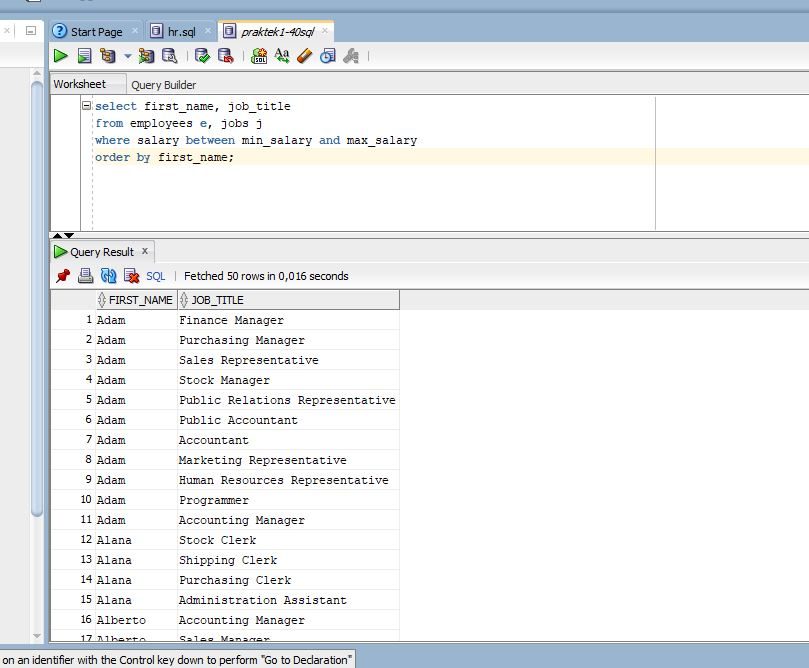 Start Page hr.sql praktek1-40sql
Worksheet Query Builder
select first_name, job_title
from employees e, jobs j
where salary between min_salary and max_salary
order by first_name;
Query Result x
SQL | Fetched 50 rows in 0,016 seconds
FIRST_NAME JOB_TITLE
1 Adam Finance Manager
2 Adam Purchasing Manager
3 Adam Sales Representative
4 Adam Stock Manager
5 Adam Public Relations Representative
6 Adam Public Accountant
7 Adam Accountant
8 Adam Marketing Representative
9 Adam Human Resources Representative
10 Adam Programmer
11 Adam Accounting Manager
12 Alana Stock Clerk
13 Alana Shipping Clerk
14 Alana Purchasing Clerk
15 Alana Administration Assistant
16 Alberto Accounting Manager
17 Alberto Sales Manager
on an identifier with the Control key down to perform "Go to Declaration"